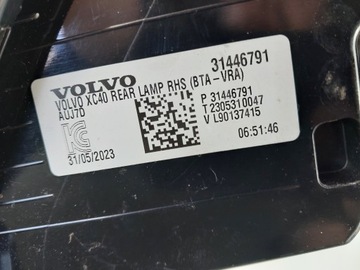 VOLVO 31446791
VOLVO XC40 REAR LAMP RHS (BTA-VRA)
AUJ7D
P 31446791
T 2305310047
V L90137415
31/05/2023 06:51:46